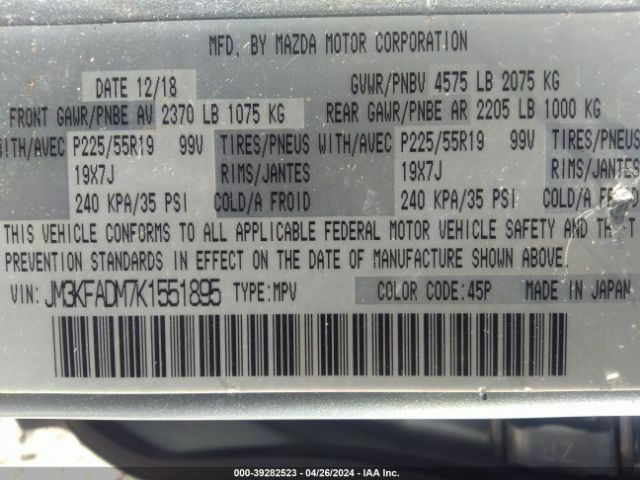 MFD. BY MAZDA MOTOR CORPORATION
DATE 12/18 GVWR/PNBV 4575 LB 2075 KG
FRONT GAWR/PNBE AV 2370 LB 1075 KG REAR GAWR/PNBE AR 2205 LB 1000 KG
WITH/AVEC P225/55R19 99V TIRES/PNEUS WITH/AVEC P225/55R19 99V TIRES/PNEUS
19X7J RIMS/JANTES 19X7J RIMS/JANTES
240 KPA/35 PSI COLD/A FROID 240 KPA/35 PSI COLD/A FROID
THIS VEHICLE CONFORMS TO ALL APPLICABLE FEDERAL MOTOR VEHICLE SAFETY AND THEFT
PREVENTION STANDARDS IN EFFECT ON THE DATE OF MANUFACTURE SHOWN ABOVE.
VIN: JM3KFADM7K1551895 TYPE:MPV COLOR CODE:45P MADE IN JAPAN
000-39282523 - 04/26/2024 - IAA Inc.